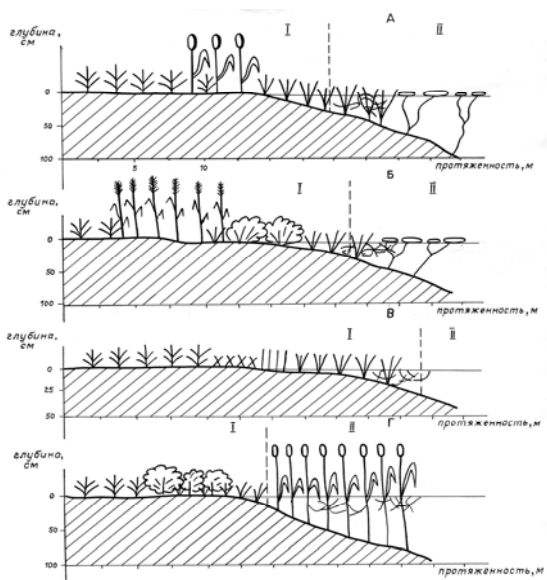 А
глубина, см
I II
0
50
100
5 10
протяженность, м
Б
глубина, см
I II
0
50
100
протяженность, м
В
глубина, см
I II
0
25
50
протяженность, м
Г
глубина, см
I II
0
50
100
протяженность, м